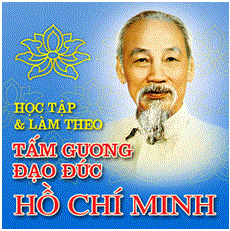 HỌC TẬP
& LÀM THEO
TẤM GƯƠNG
ĐẠO ĐỨC
HỒ CHÍ MINH